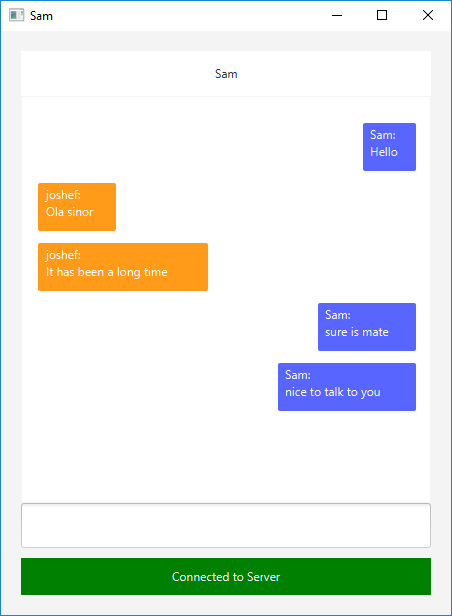 Sam
Sam
Sam:
Hello
joshef:
Ola sinor
joshef:
It has been a long time
Sam:
sure is mate
Sam:
nice to talk to you
Connected to Server